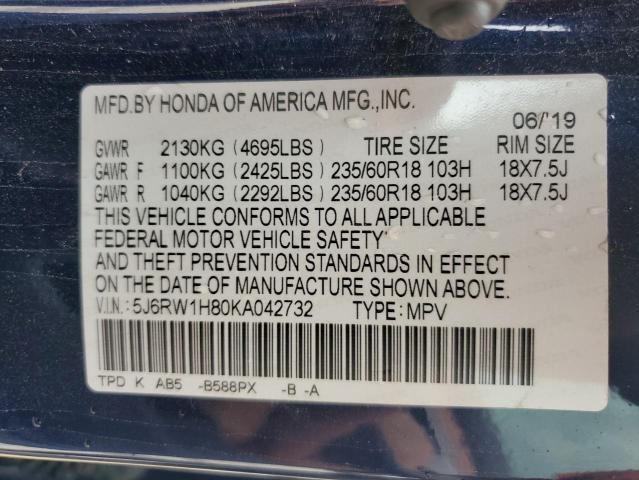 MFD.BY HONDA OF AMERICA MFG.,INC.
06/'19
GVWR 2130KG (4695LBS) TIRE SIZE RIM SIZE
GAWR F 1100KG (2425LBS) 235/60R18 103H 18X7.5J
GAWR R 1040KG (2292LBS) 235/60R18 103H 18X7.5J
THIS VEHICLE CONFORMS TO ALL APPLICABLE
FEDERAL MOTOR VEHICLE SAFETY
AND THEFT PREVENTION STANDARDS IN EFFECT
ON THE DATE OF MANUFACTURE SHOWN ABOVE.
V.I.N.: 5J6RW1H80KA042732 TYPE: MPV
TPD K AB5 -B588PX -B -A